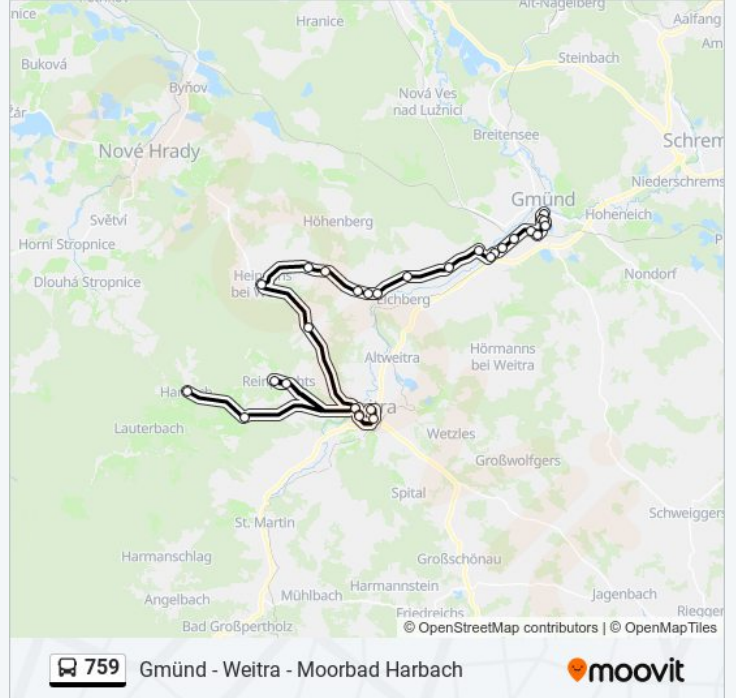 nice
Hranice
Alt-Nagelberg
Aalfang
Buková
Steinbach
Byňov
Žár
Nová Ves
nad Lužnicí
Breitensee
Nové Hrady
Schrem
Niederschrems
Gmünd
Hoheneich
Světví
Höhenberg
Horní Stropnice
Nondorf
Dlouhá Stropnice
bei W
Eichberg
Altweitra
Hörmanns
bei Weitra
Lauterbach
Wetzles
Großwolfgers
Spital
Schweiggers
St. Martin
Harmanschlag
Großschönau
Harmannstein
Angelbach
Mühlbach
Jagenbach
Friedreichs
Rieggers
Bad Großpertholz
© OpenStreetMap contributors | © OpenMapTiles
759 Gmünd - Weitra - Moorbad Harbach
moovit